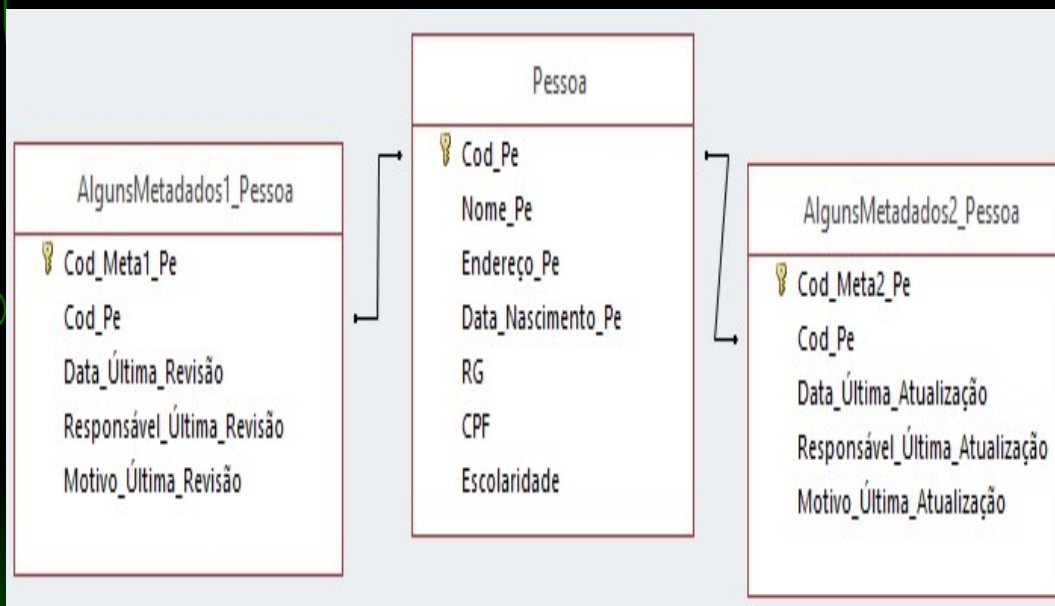 AlgunsMetadados1_Pessoa
Cod_Meta1_Pe
Cod_Pe
Data_Última_Revisão
Responsável_Última_Revisão
Motivo_Última_Revisão
Pessoa
Cod_Pe
Nome_Pe
Endereço_Pe
Data_Nascimento_Pe
RG
CPF
Escolaridade
AlgunsMetadados2_Pessoa
Cod_Meta2_Pe
Cod_Pe
Data_Última_Atualização
Responsável_Última_Atualização
Motivo_Última_Atualização